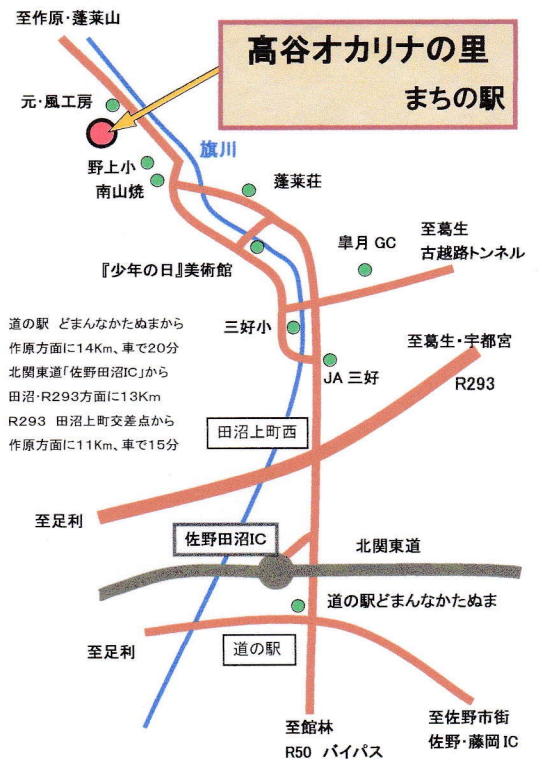 至作原・蓬莱山
高谷オカリナの里
まちの駅
元・風工房
旗川
野上小
南山焼
蓬莱荘
皐月 GC
至葛生
古越路トンネル
『少年の日』美術館
道の駅 どまんなかたぬまから
作原方面に14Km、車で20分
北関東道「佐野田沼IC」から
田沼・R293方面に13Km
R293 田沼上町交差点から
作原方面に11Km、車で15分
三好小
至葛生・宇都宮
R293
JA 三好
田沼上町西
至足利
佐野田沼IC
北関東道
道の駅どまんなかたぬま
至足利
道の駅
至館林
R50 バイパス
至佐野市街
佐野・藤岡 IC